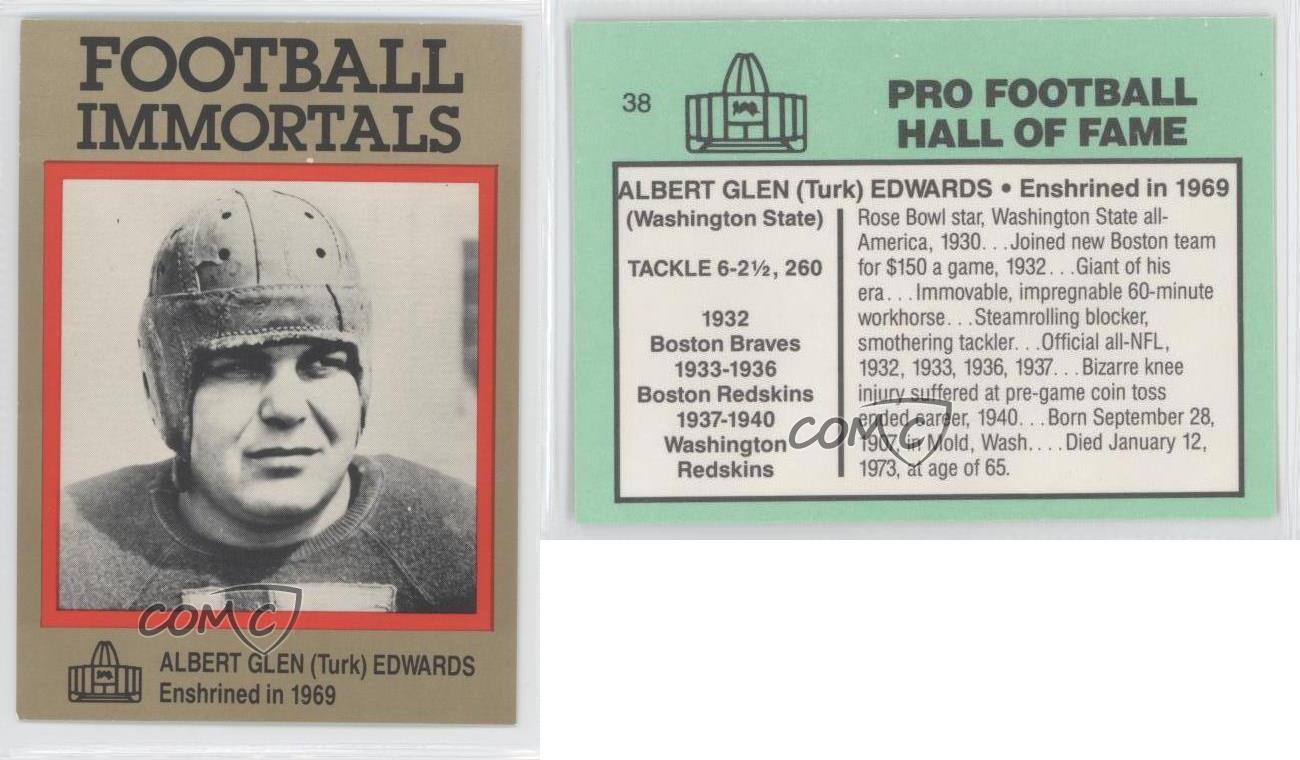 FOOTBALL
IMMORTALS
COMC
ALBERT GLEN (Turk) EDWARDS
Enshrined in 1969
38
PRO FOOTBALL
HALL OF FAME
ALBERT GLEN (Turk) EDWARDS • Enshrined in 1969
(Washington State)
TACKLE 6-2½, 260
1932
Boston Braves
1933-1936
Boston Redskins
1937-1940
Washington
Redskins
Rose Bowl star, Washington State all-
America, 1930...Joined new Boston team
for $150 a game, 1932...Giant of his
era...Immovable, impregnable 60-minute
workhorse...Steamrolling blocker,
smothering tackler...Official all-NFL,
1932, 1933, 1936, 1937...Bizarre knee
injury suffered at pre-game coin toss
ended career, 1940...Born September 28,
1907, in Mold, Wash....Died January 12,
1973, at age of 65.
COMC